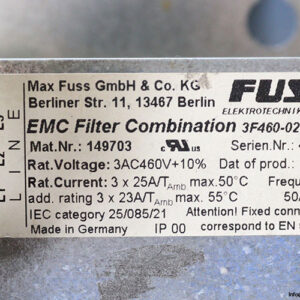 Max Fuss GmbH & Co. KG
Berliner Str. 11, 13467 Berlin
FUSS
ELEKTROTECHNIK
EMC Filter Combination 3F460-02
Mat.Nr.: 149703
Serien.Nr.:
Rat.Voltage: 3AC460V+10%
Dat of prod.:
Rat.Current: 3 x 25A/TAmb max.50°C
Frequen
add. rating 3 x 23A/TAmb max. 55°C
50/
IEC category 25/085/21
Attention! Fixed conne
Made in Germany
IP 00
correspond to EN
LINE
L1 L2 L3